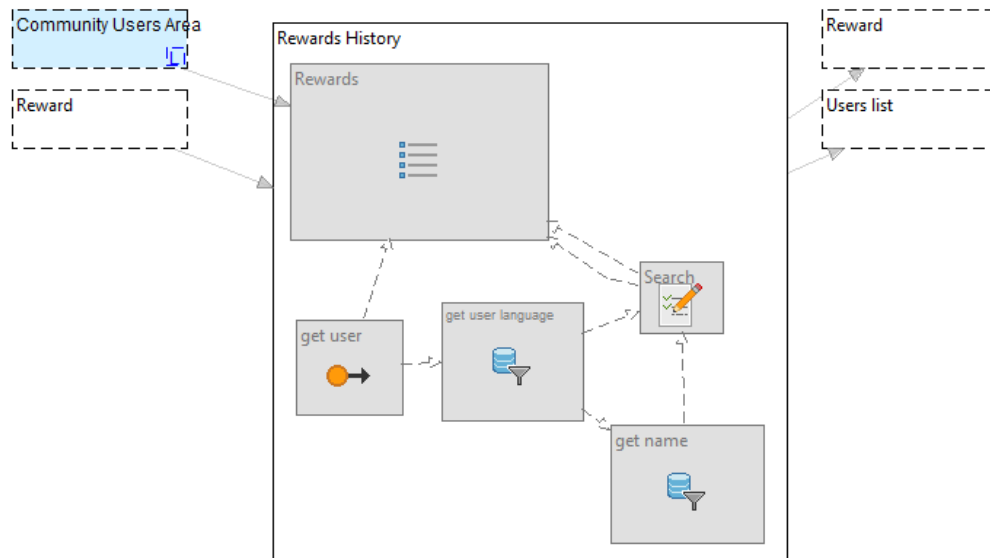 Community Users Area
Reward
Rewards History
Rewards
Search
get user language
get user
get name
Reward
Users list